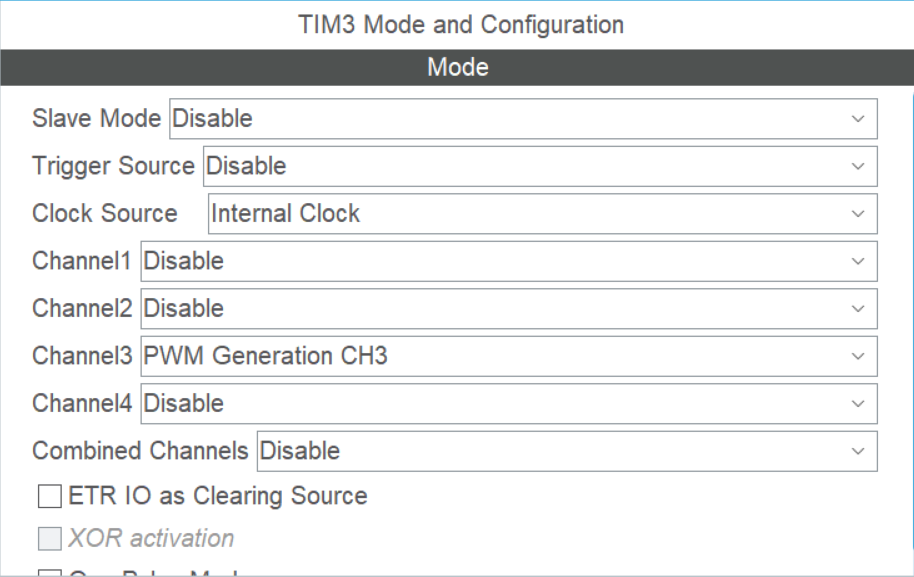 TIM3 Mode and Configuration
Mode
Slave Mode Disable
Trigger Source Disable
Clock Source Internal Clock
Channel1 Disable
Channel2 Disable
Channel3 PWM Generation CH3
Channel4 Disable
Combined Channels Disable
ETR IO as Clearing Source
XOR activation